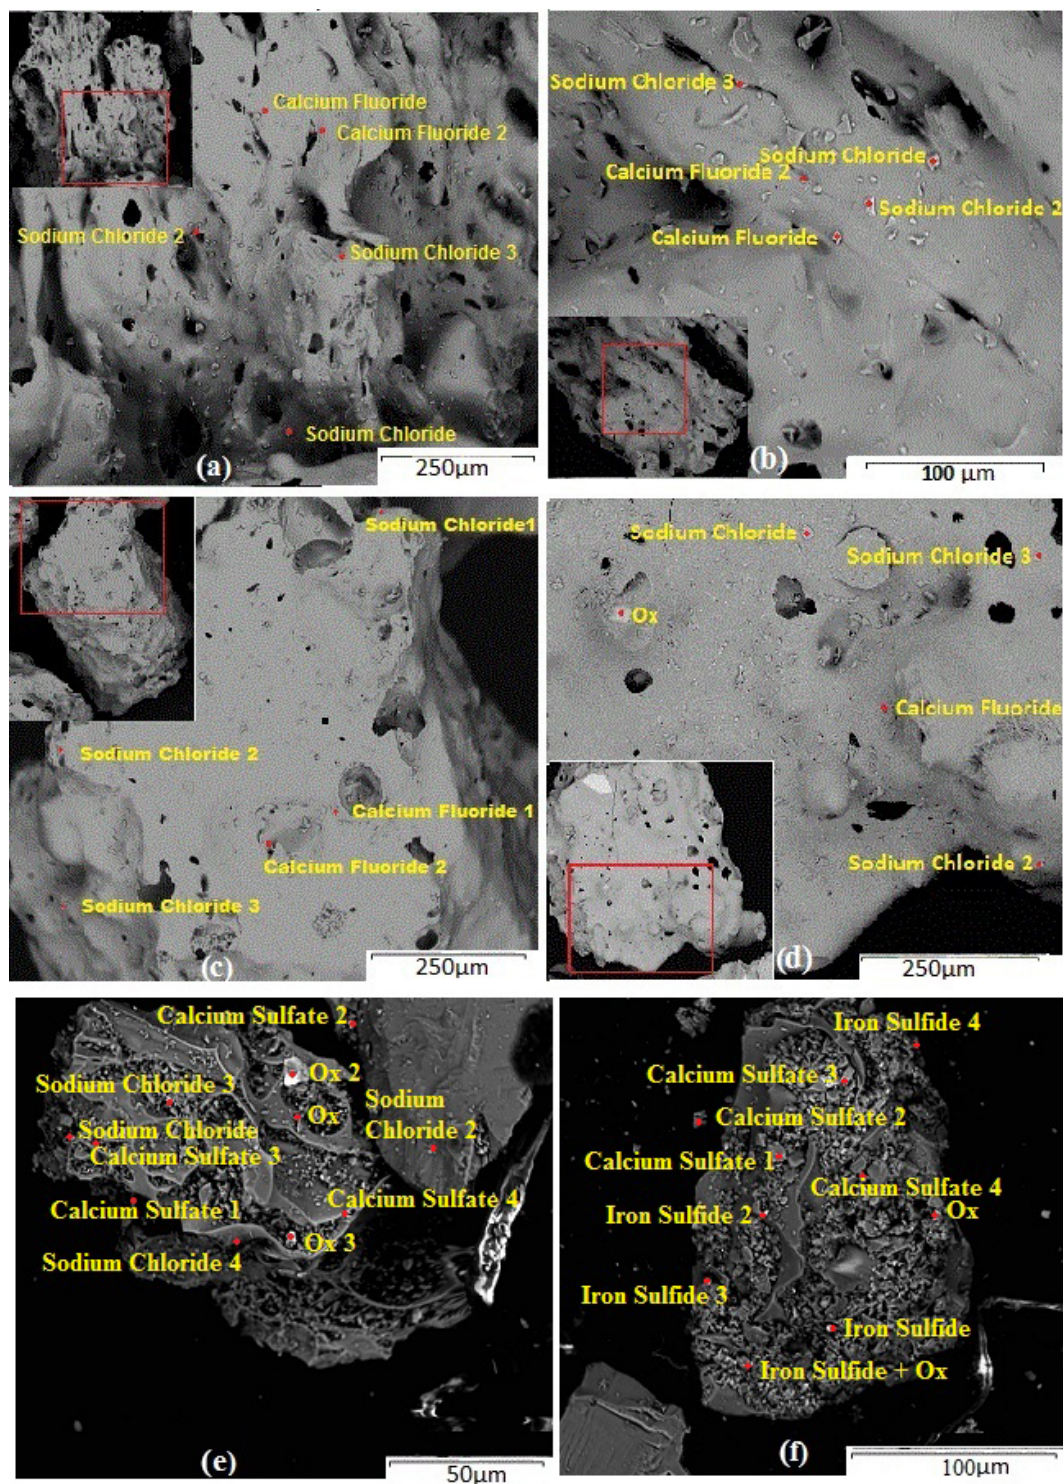 Calcium Fluoride
Calcium Fluoride 2
Sodium Chloride 2
Sodium Chloride 3
Sodium Chloride
(a)
250µm
Sodium Chloride 3
Sodium Chloride
Calcium Fluoride 2
Sodium Chloride 2
Calcium Fluoride
(b)
100 µm
Sodium Chloride1
Sodium Chloride 2
Calcium Fluoride 1
Calcium Fluoride 2
Sodium Chloride 3
(c)
250µm
Sodium Chloride
Sodium Chloride 3
Ox
Calcium Fluoride
Sodium Chloride 2
(d)
250µm
Calcium Sulfate 2
Ox 2
Sodium Chloride 3
Ox
Sodium
Chloride 2
Sodium Chloride
Calcium Sulfate 3
Calcium Sulfate 1
Calcium Sulfate 4
Ox 3
Sodium Chloride 4
(e)
50µm
Iron Sulfide 4
Calcium Sulfate 3
Calcium Sulfate 2
Calcium Sulfate 1
Calcium Sulfate 4
Iron Sulfide 2
Ox
Iron Sulfide 3
Iron Sulfide
Iron Sulfide + Ox
(f)
100µm